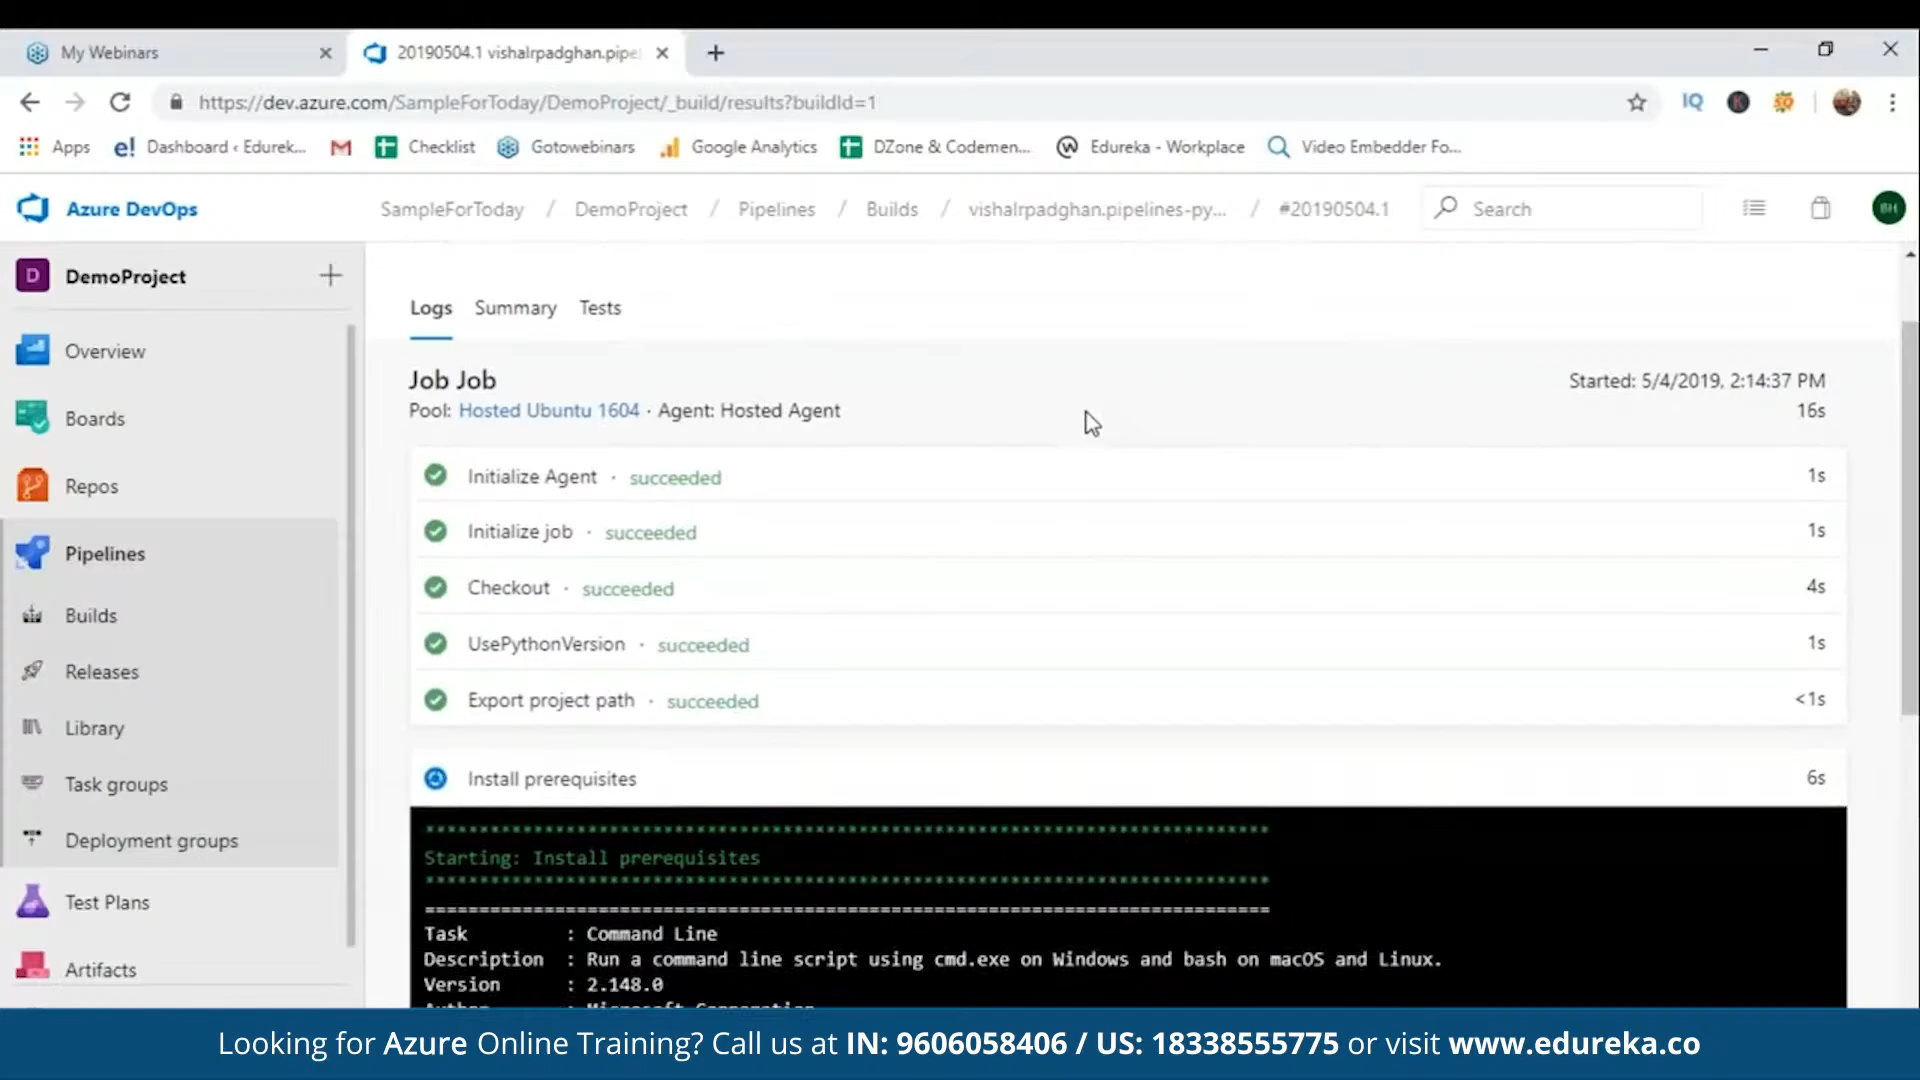 My Webinars
20190504.1 vishalrpadghan.pipe
https://dev.azure.com/SampleForToday/DemoProject/_build/results?buildId=1
IQ
K
SQ
Apps
e! Dashboard ‹ Edurek...
M
Checklist
Gotowebinars
Google Analytics
DZone & Codemen...
Edureka - Workplace
Video Embedder Fo...
Azure DevOps
SampleForToday / DemoProject / Pipelines / Builds / vishalrpadghan.pipelines-py... / #20190504.1
Search
BH
D DemoProject
Overview
Boards
Repos
Pipelines
Builds
Releases
Library
Task groups
Deployment groups
Test Plans
Artifacts
Logs Summary Tests
Job Job
Started: 5/4/2019, 2:14:37 PM
Pool: Hosted Ubuntu 1604 · Agent: Hosted Agent
16s
Initialize Agent · succeeded 1s
Initialize job · succeeded 1s
Checkout · succeeded 4s
UsePythonVersion · succeeded 1s
Export project path · succeeded <1s
Install prerequisites 6s
Starting: Install prerequisites
Task : Command Line
Description : Run a command line script using cmd.exe on Windows and bash on macOS and Linux.
Version : 2.148.0
Author : Microsoft Corporation
Looking for Azure Online Training? Call us at IN: 9606058406 / US: 18338555775 or visit www.edureka.co